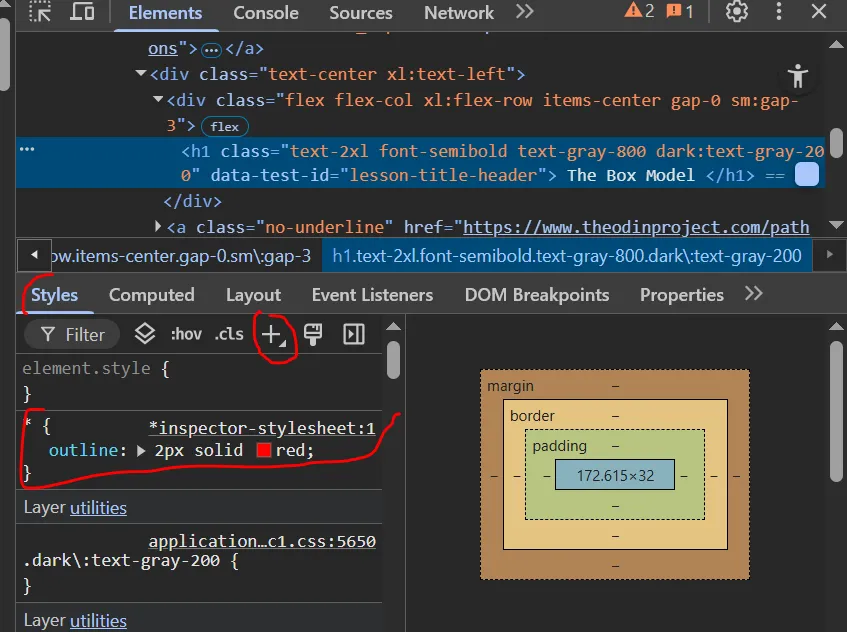 Elements Console Sources Network 2 1
ons"> … </a>
<div class="text-center xl:text-left">
<div class="flex flex-col xl:flex-row items-center gap-0 sm:gap-
3"> flex
<h1 class="text-2xl font-semibold text-gray-800 dark:text-gray-20
0" data-test-id="lesson-title-header"> The Box Model </h1> ==
</div>
<a class="no-underline" href="https://www.theodinproject.com/path
ow.items-center.gap-0.sm\:gap-3 h1.text-2xl.font-semibold.text-gray-800.dark\:text-gray-200
Styles Computed Layout Event Listeners DOM Breakpoints Properties
Filter :hov .cls
element.style {
}
* { *inspector-stylesheet:1
outline: 2px solid red;
}
Layer utilities
application…c1.css:5650
.dark\:text-gray-200 {
}
Layer utilities
margin –
border –
padding –
– – – 172.615×32 – – –
–
–
–